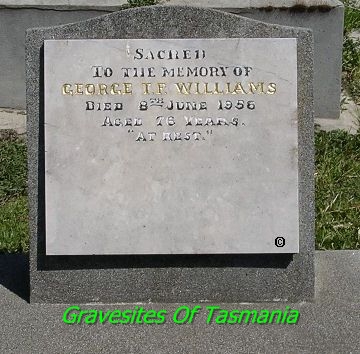 SACRED
TO THE MEMORY OF
GEORGE T.F. WILLIAMS
DIED 8TH JUNE 1956
AGED 76 YEARS.
"AT REST."
©
Gravesites Of Tasmania